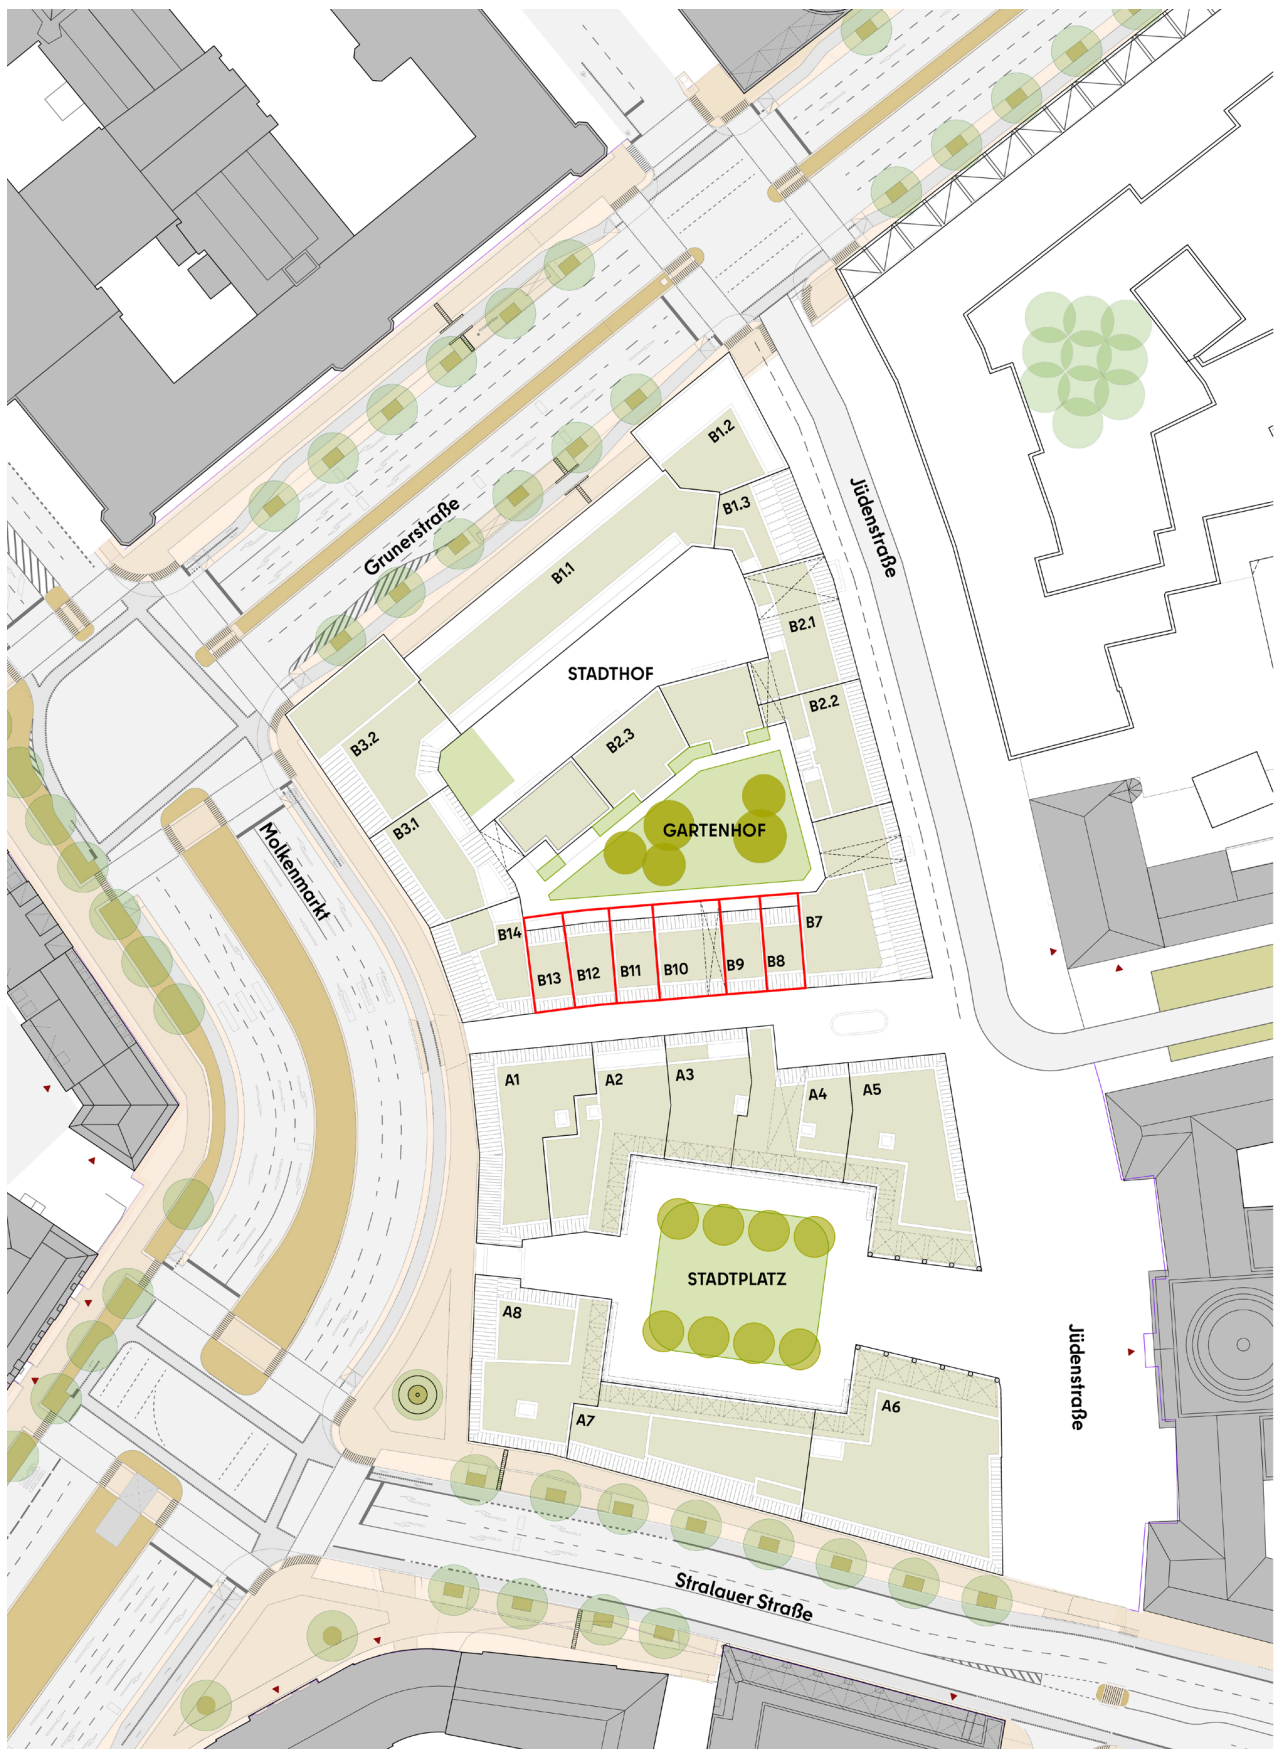 B1.2
B1.3
Jüdenstraße
Grunerstraße
B1.1
B2.1
STADTHOF
B2.2
B3.2
B2.3
B3.1
GARTENHOF
Molkenmarkt
B14
B7
B13
B12
B11
B10
B9
B8
A1
A2
A3
A4
A5
STADTPLATZ
A8
Jüdenstraße
A7
A6
Stralauer Straße